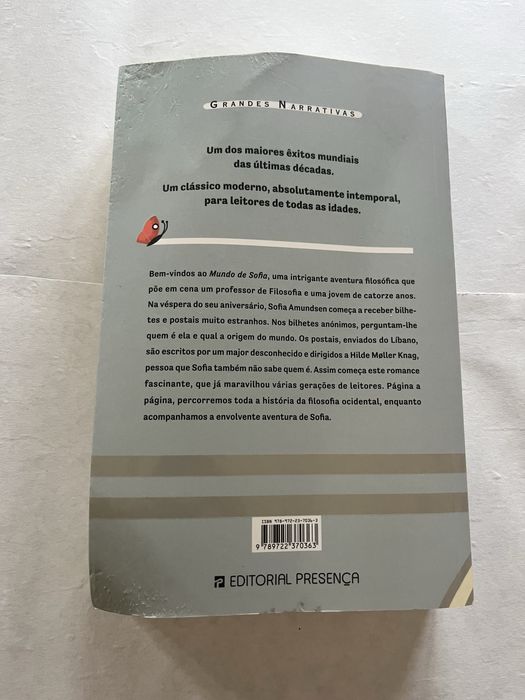 GRANDES NARRATIVAS
Um dos maiores êxitos mundiais
das últimas décadas.
Um clássico moderno, absolutamente intemporal,
para leitores de todas as idades.
Bem-vindos ao Mundo de Sofia, uma intrigante aventura filosófica que
põe em cena um professor de Filosofia e uma jovem de catorze anos.
Na véspera do seu aniversário, Sofia Amundsen começa a receber bilhe-
tes e postais muito estranhos. Nos bilhetes anónimos, perguntam-lhe
quem é ela e qual a origem do mundo. Os postais, enviados do Líbano,
são escritos por um major desconhecido e dirigidos a Hilde Møller Knag,
pessoa que Sofia também não sabe quem é. Assim começa este romance
fascinante, que já maravilhou várias gerações de leitores. Página a
página, percorremos toda a história da filosofia ocidental, enquanto
acompanhamos a envolvente aventura de Sofia.
ISBN 978-972-23-7036-3
9 789722 370363
EDITORIAL PRESENÇA